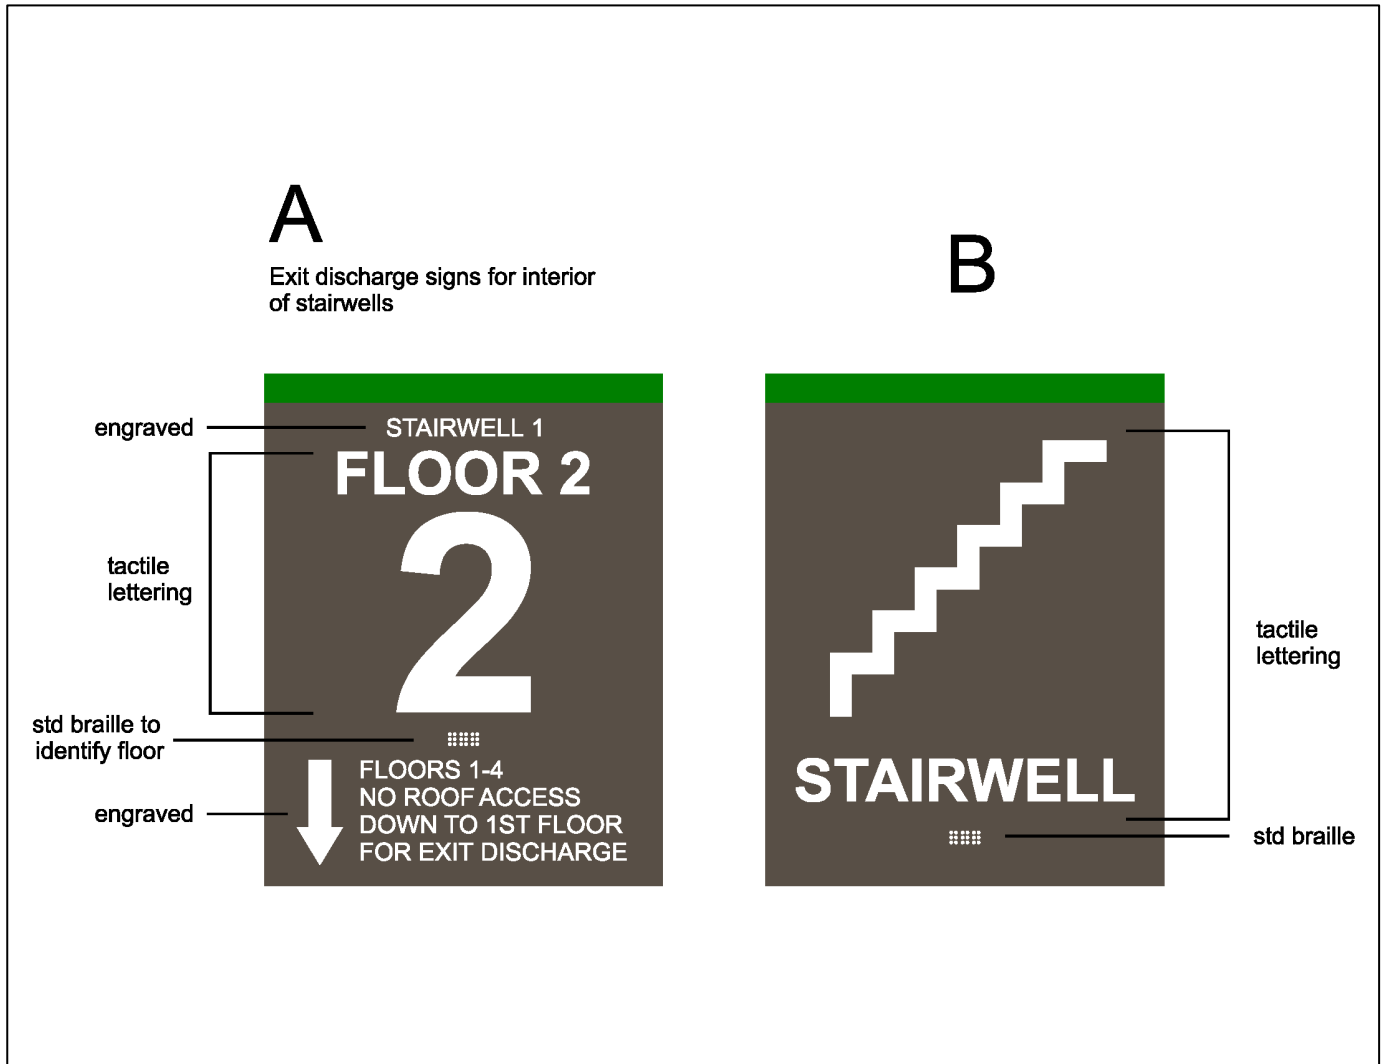 A
Exit discharge signs for interior
of stairwells
B
engraved
STAIRWELL 1
FLOOR 2
2
tactile
lettering
std braille to
identify floor
engraved
FLOORS 1-4
NO ROOF ACCESS
DOWN TO 1ST FLOOR
FOR EXIT DISCHARGE
STAIRWELL
tactile
lettering
std braille